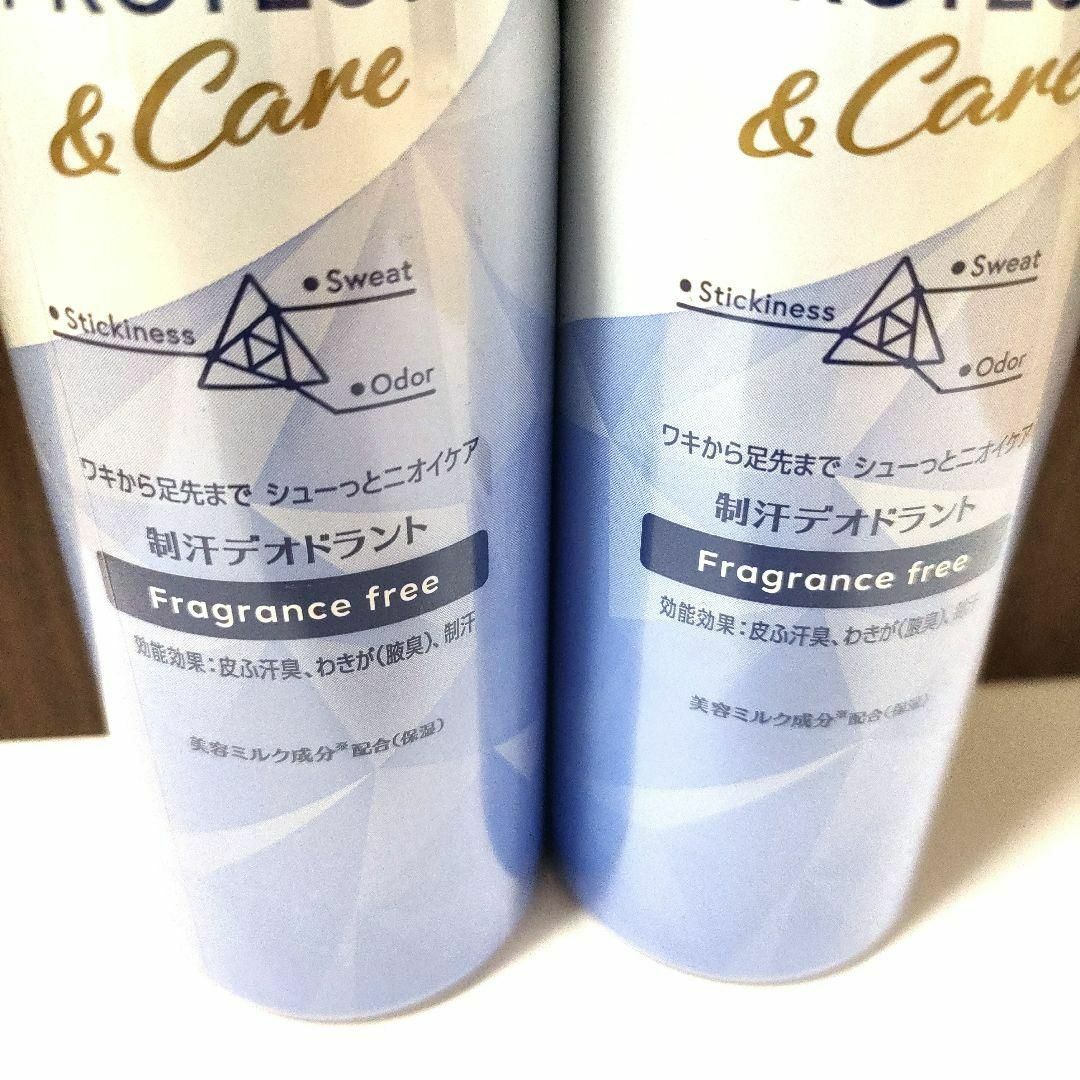 & Care
Sweat
Stickiness
Odor
ワキから足先まで シューっとニオイケア
制汗デオドラント
Fragrance free
効能効果:皮ふ汗臭、わきが(腋臭)、制汗
美容ミルク成分※配合(保湿)
& Care
Sweat
Stickiness
Odor
ワキから足先まで シューっとニオイケア
制汗デオドラント
Fragrance free
効能効果:皮ふ汗臭、わきが(腋臭)、制汗
美容ミルク成分※配合(保湿)